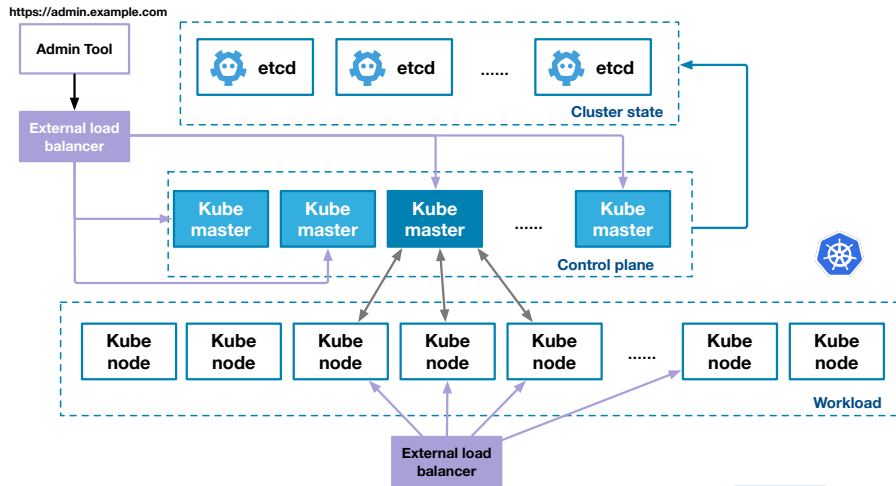 https://admin.example.com
Admin Tool
External load
balancer
etcd
etcd
......
etcd
Cluster state
Kube
master
Kube
master
Kube
master
......
Kube
master
Control plane
Kube
node
Kube
node
Kube
node
Kube
node
Kube
node
......
Kube
node
Kube
node
Workload
External load
balancer